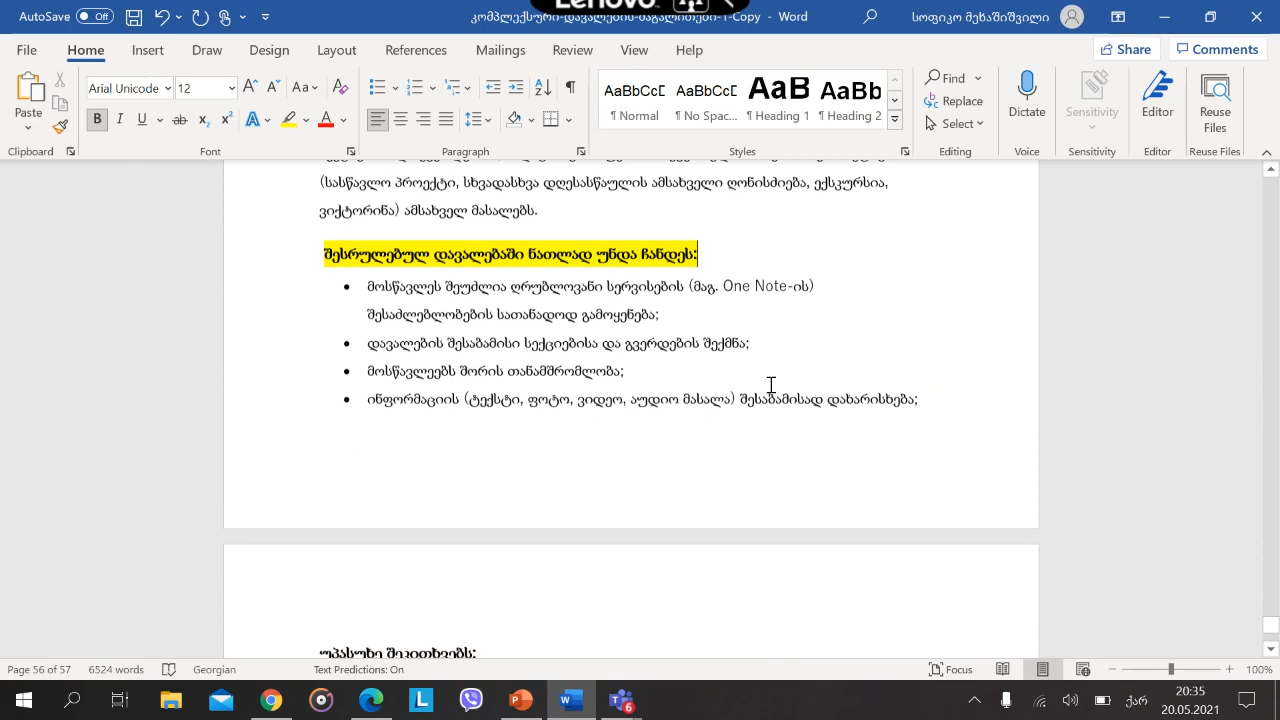 Lenovo
AutoSave Off
კომპლექსური-დავალების-მაგალითები-1-Copy - Word
სოფიკო მეხაშიშვილი
File Home Insert Draw Design Layout References Mailings Review View Help Share Comments
Paste
Clipboard
Arial Unicode 12
Font
Paragraph
AaBbCcD AaBbCcD AaB AaBb
¶ Normal ¶ No Spac... ¶ Heading 1 ¶ Heading 2
Styles
Find
Replace
Select
Editing
Dictate
Voice
Sensitivity
Sensitivity
Editor
Editor
Reuse Files
Reuse Files
(სასწავლო პროექტი, სხვადასხვა დღესასწაულის ამსახველი ღონისძიება, ექსკურსია,
ვიქტორინა) ამსახველ მასალებს.
შესრულებულ დავალებაში ნათლად უნდა ჩანდეს:
• მოსწავლეს შეუძლია ღრუბლოვანი სერვისების (მაგ. One Note-ის)
შესაძლებლობების სათანადოდ გამოყენება;
• დავალების შესაბამისი სექციებისა და გვერდების შექმნა;
• მოსწავლეებს შორის თანამშრომლობა;
• ინფორმაციის (ტექსტი, ფოტო, ვიდეო, აუდიო მასალა) შესაბამისად დახარისხება;
უპასუხე შეკითხვებს:
Page 56 of 57 6524 words Georgian Text Predictions: On Focus 100%
ქარ
20:35
20.05.2021